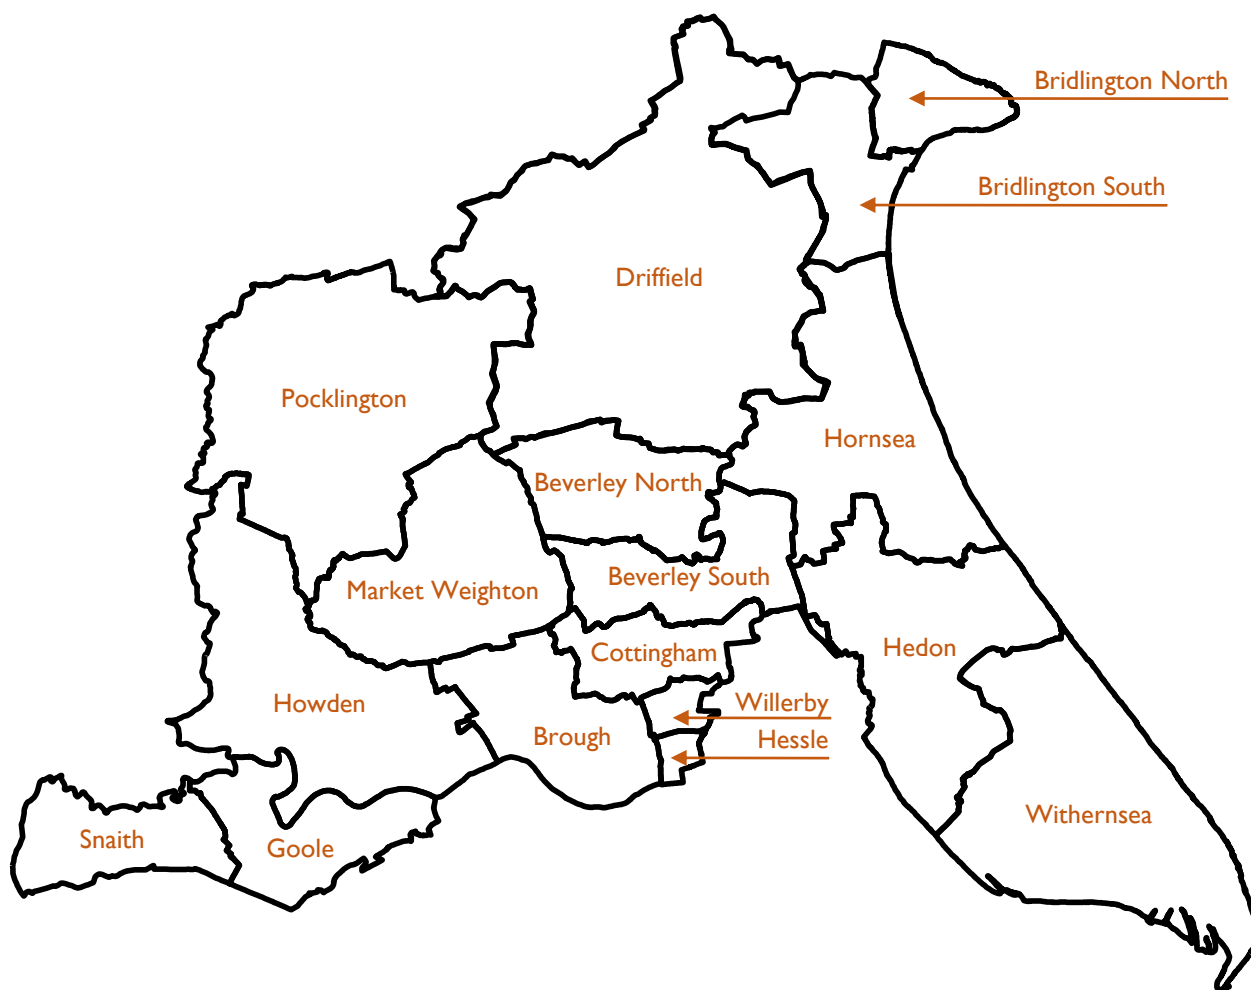 Bridlington North
Bridlington South
Driffield
Pocklington
Hornsea
Beverley North
Beverley South
Market Weighton
Cottingham
Hedon
Howden
Willerby
Brough
Hessle
Withernsea
Snaith
Goole